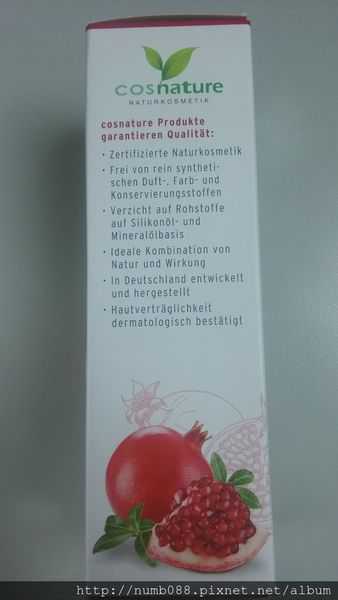 cosnature
NATURKOSMETIK
cosnature Produkte
garantieren Qualität:
· Zertifizierte Naturkosmetik
· Frei von rein syntheti-
schen Duft-, Farb- und
Konservierungsstoffen
· Verzicht auf Rohstoffe
auf Silikonöl- und
Mineralölbasis
· Ideale Kombination von
Natur und Wirkung
· In Deutschland entwickelt
und hergestellt
· Hautverträglichkeit
dermatologisch bestätigt
http://numb088.pixnet.net/album